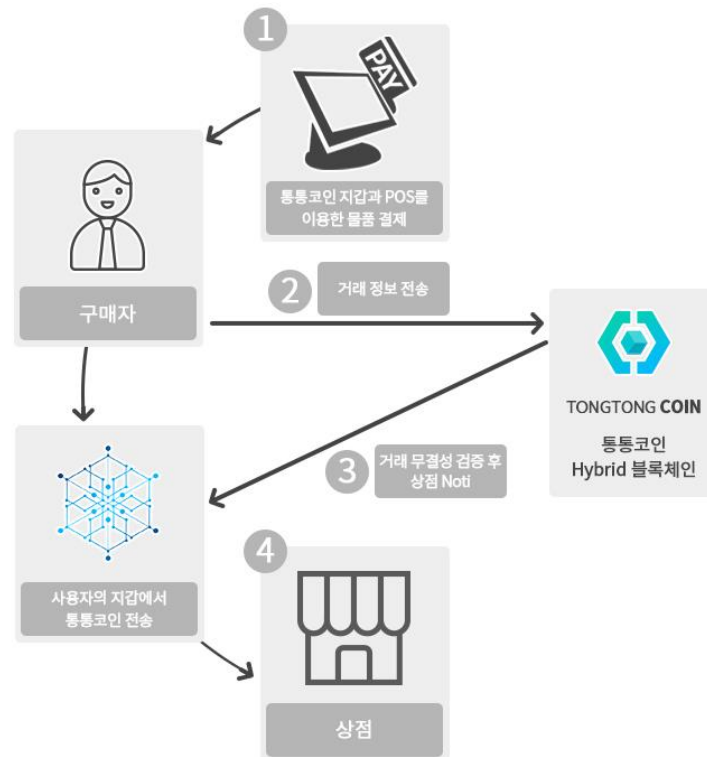 1
PAY
통통코인 지갑과 POS를
이용한 물품 결제
구매자
2
거래 정보 전송
TONGTONG COIN
통통코인
Hybrid 블록체인
3
거래 무결성 검증 후
상점 Noti
사용자의 지갑에서
통통코인 전송
4
상점